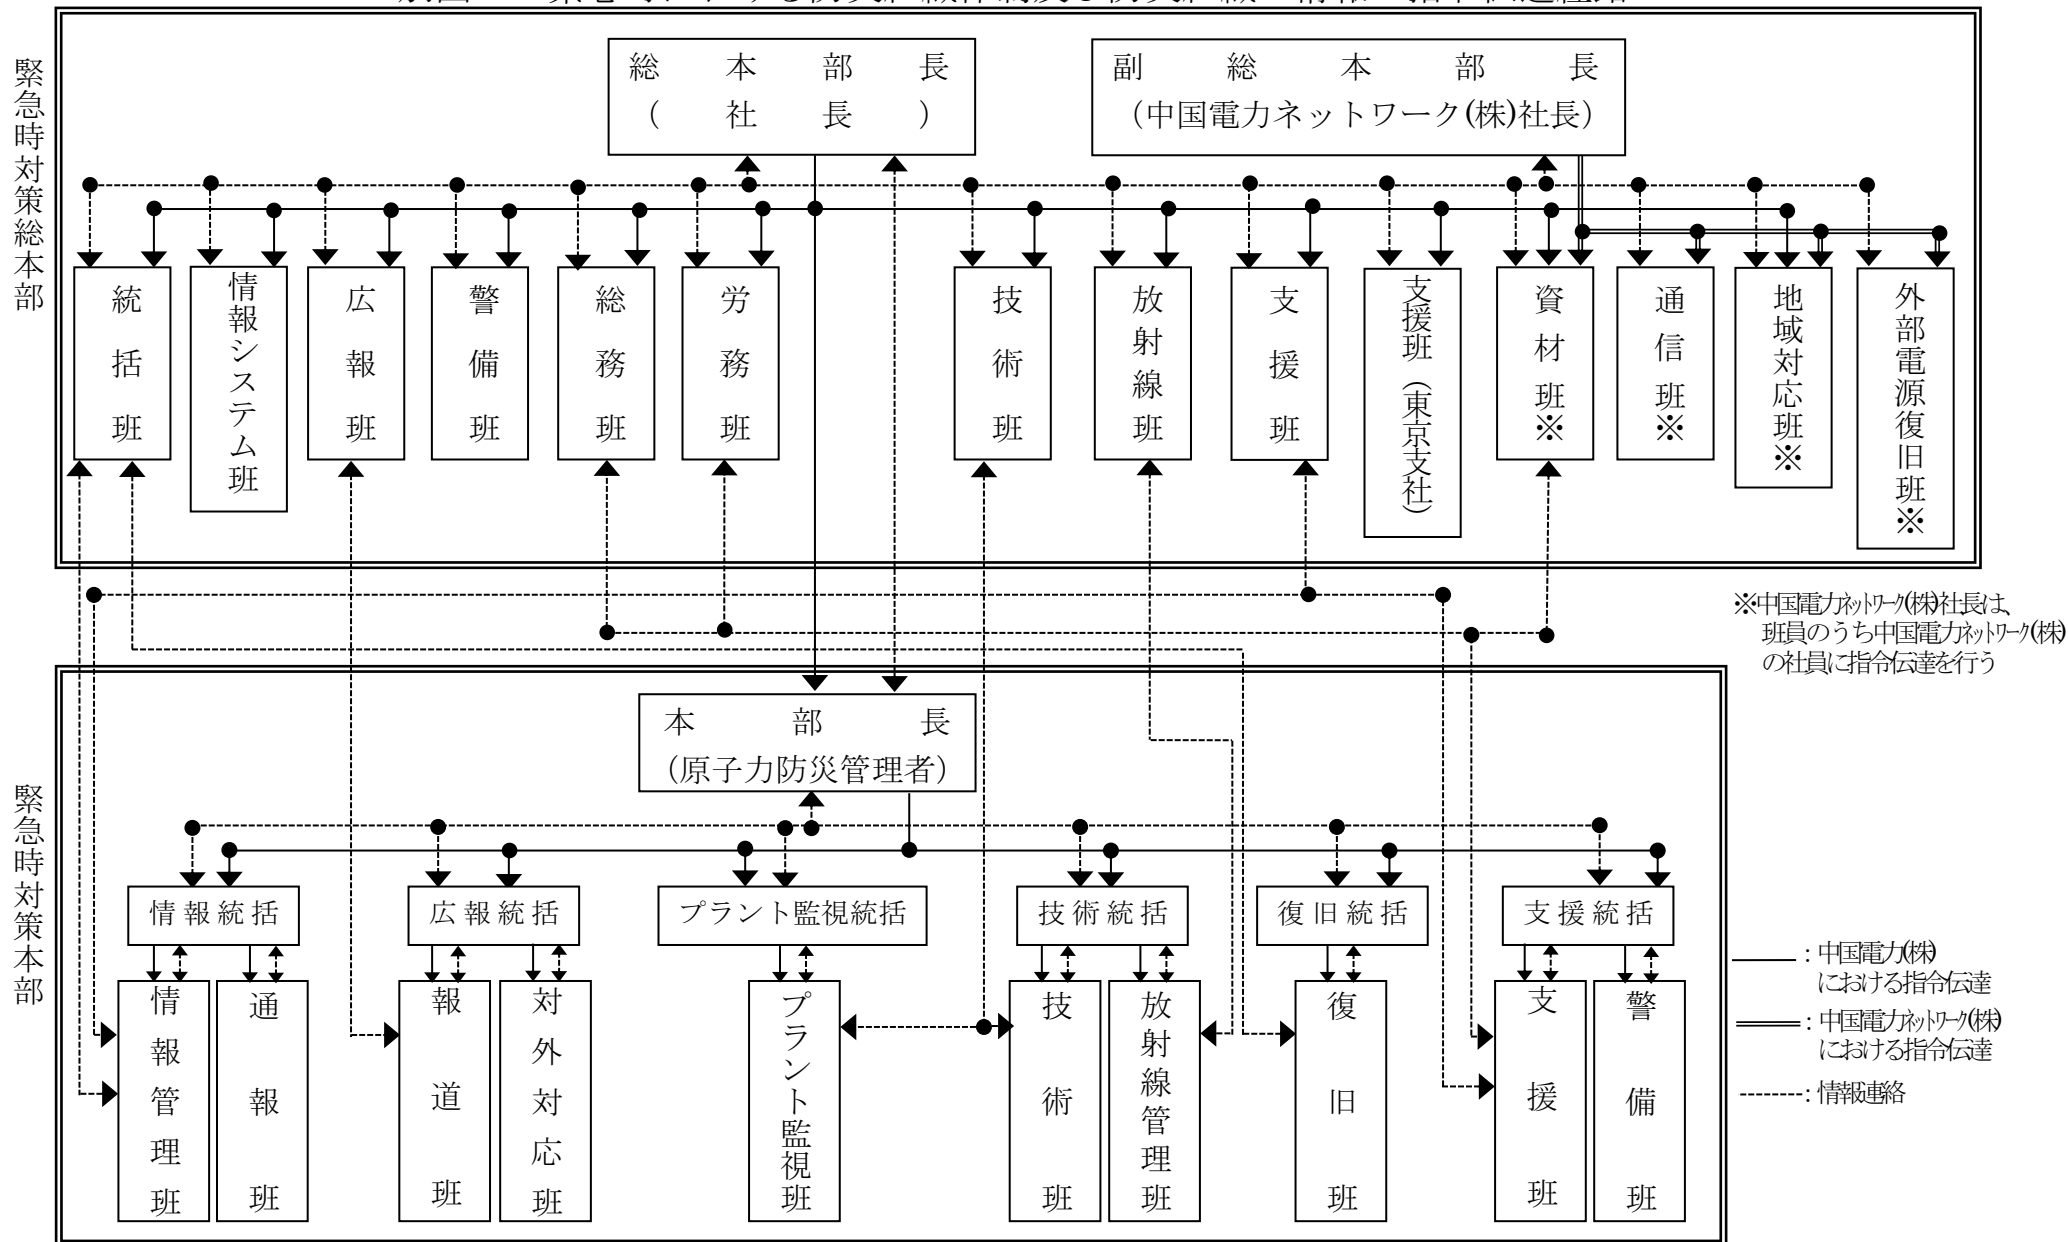 緊急時対策総本部
総本部長
（社長）
副総本部長
（中国電力ネットワーク(株)社長）
統括班
情報システム班
広報班
警備班
総務班
労務班
技術班
放射線班
支援班
支援班（東京支社）
資材班※
通信班※
地域対応班※
外部電源復旧班※
※中国電力ネットワーク(株)社長は、
班員のうち中国電力ネットワーク(株)
の社員に指令伝達を行う
緊急時対策本部
本部長
（原子力防災管理者）
情報統括
広報統括
プラント監視統括
技術統括
復旧統括
支援統括
情報管理班
通報班
報道班
対外対応班
プラント監視班
技術班
放射線管理班
復旧班
支援班
警備班
：中国電力(株)
における指令伝達
：中国電力ネットワーク(株)
における指令伝達
：情報連絡